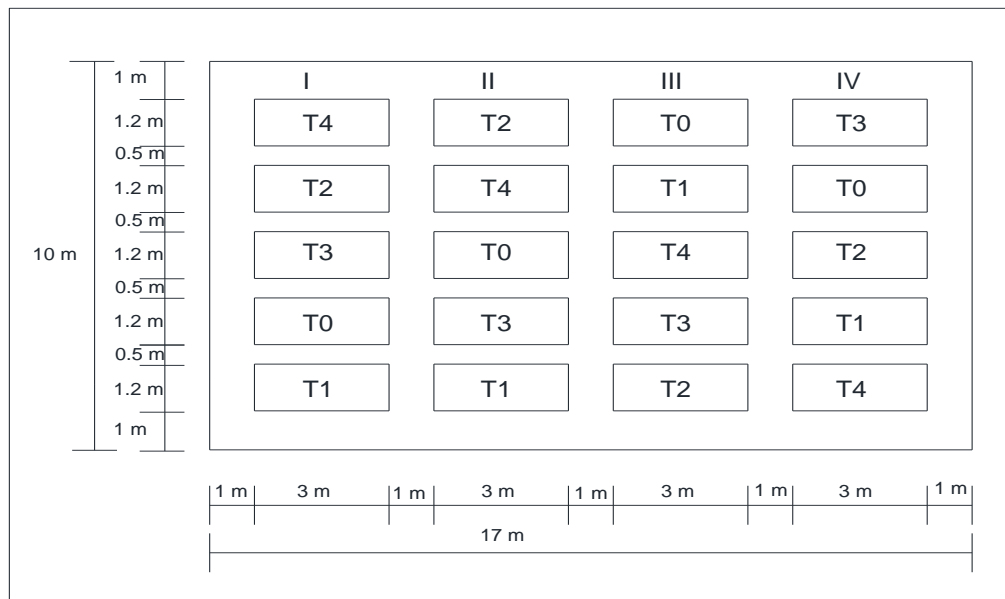 1 m
I II III IV
1.2 m T4 T2 T0 T3
0.5 m
1.2 m T2 T4 T1 T0
0.5 m
10 m 1.2 m T3 T0 T4 T2
0.5 m
1.2 m T0 T3 T3 T1
0.5 m
1.2 m T1 T1 T2 T4
1 m
1 m 3 m 1 m 3 m 1 m 3 m 1 m 3 m 1 m
17 m